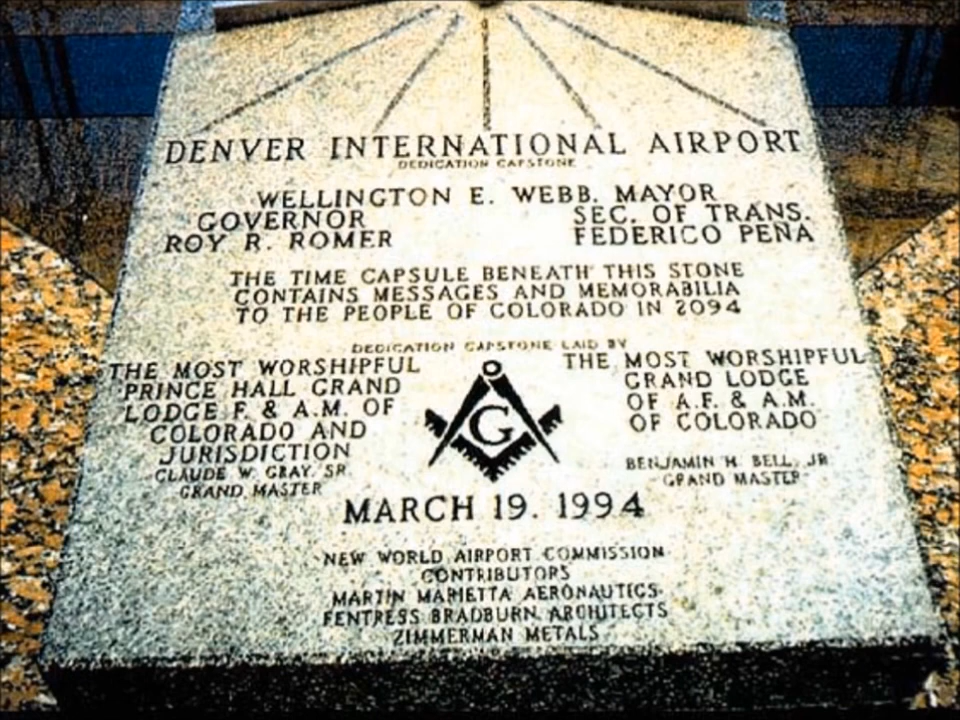 DENVER INTERNATIONAL AIRPORT
DEDICATION CAPSTONE
WELLINGTON E. WEBB. MAYOR
GOVERNOR
ROY R. ROMER
SEC. OF TRANS.
FEDERICO PEÑA
THE TIME CAPSULE BENEATH THIS STONE
CONTAINS MESSAGES AND MEMORABILIA
TO THE PEOPLE OF COLORADO IN 2094
DEDICATION CAPSTONE LAID BY
THE MOST WORSHIPFUL
PRINCE HALL GRAND
LODGE F. & A.M. OF
COLORADO AND
JURISDICTION
CLAUDE W. GRAY, SR.
GRAND MASTER
G
THE MOST WORSHIPFUL
GRAND LODGE
OF A.F. & A.M.
OF COLORADO
BENJAMIN H. BELL, JR
GRAND MASTER
MARCH 19. 1994
NEW WORLD AIRPORT COMMISSION
CONTRIBUTORS
MARTIN MARIETTA AERONAUTICS
FENTRESS BRADBURN ARCHITECTS
ZIMMERMAN METALS